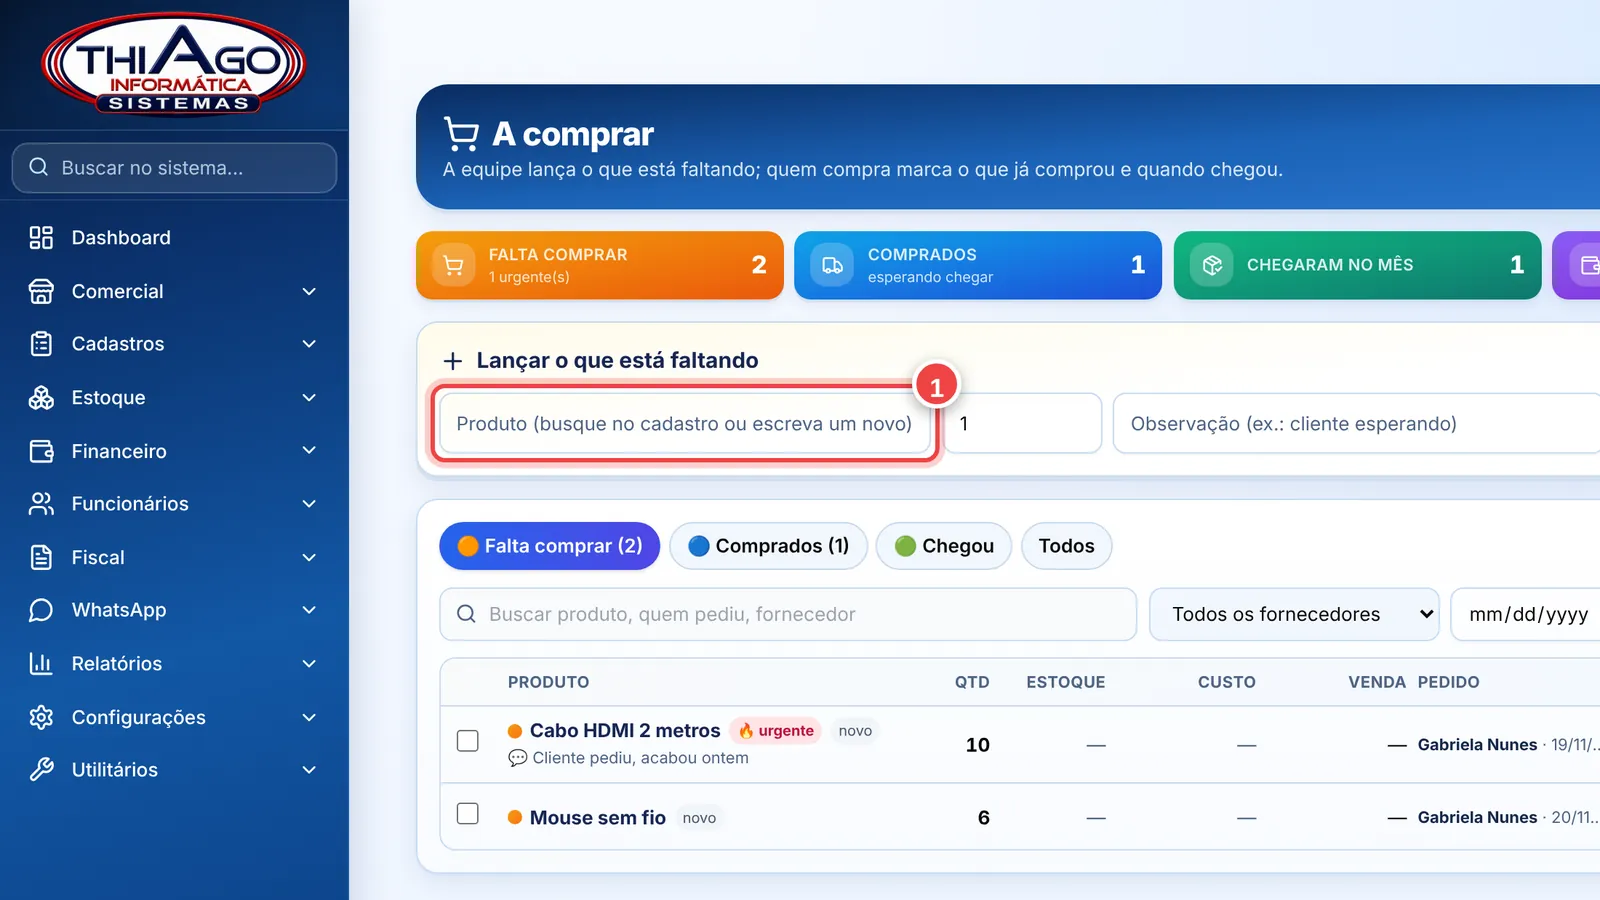 THIAGO
INFORMÁTICA
SISTEMAS
Buscar no sistema...
Dashboard
Comercial
Cadastros
Estoque
Financeiro
Funcionários
Fiscal
WhatsApp
Relatórios
Configurações
Utilitários
A comprar
A equipe lança o que está faltando; quem compra marca o que já comprou e quando chegou.
FALTA COMPRAR
1 urgente(s)
2
COMPRADOS
esperando chegar
1
CHEGARAM NO MÊS
1
+ Lançar o que está faltando
1
Produto (busque no cadastro ou escreva um novo)
1
Observação (ex.: cliente esperando)
Falta comprar (2)
Comprados (1)
Chegou
Todos
Buscar produto, quem pediu, fornecedor
Todos os fornecedores
mm/dd/yyyy
PRODUTO QTD ESTOQUE CUSTO VENDA PEDIDO
Cabo HDMI 2 metros 🔥 urgente novo 10 — — — Gabriela Nunes · 19/11/...
💬 Cliente pediu, acabou ontem
Mouse sem fio novo 6 — — — Gabriela Nunes · 20/11...